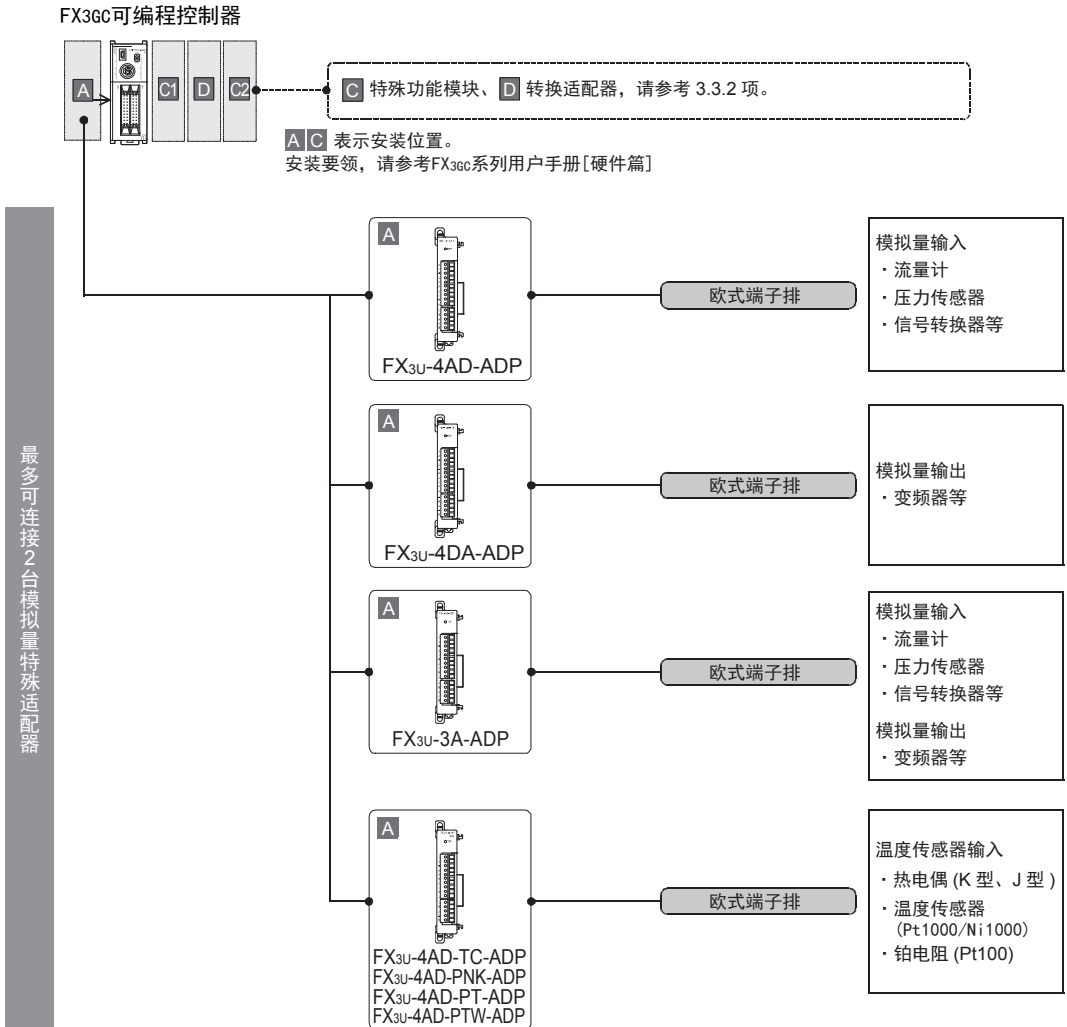 FX3GC可编程控制器
A
C1
D
C2
C 特殊功能模块、D 转换适配器，请参考 3.3.2 项。
A C 表示安装位置。
安装要领，请参考FX3GC系列用户手册[硬件篇]
最多可连接2台模拟量特殊适配器
A
FX3U-4AD-ADP
欧式端子排
模拟量输入
・流量计
・压力传感器
・信号转换器等
A
FX3U-4DA-ADP
欧式端子排
模拟量输出
・变频器等
A
FX3U-3A-ADP
欧式端子排
模拟量输入
・流量计
・压力传感器
・信号转换器等
模拟量输出
・变频器等
A
FX3U-4AD-TC-ADP
FX3U-4AD-PNK-ADP
FX3U-4AD-PT-ADP
FX3U-4AD-PTW-ADP
欧式端子排
温度传感器输入
・热电偶 (K 型、J 型 )
・温度传感器
(Pt1000/Ni1000)
・铂电阻 (Pt100)